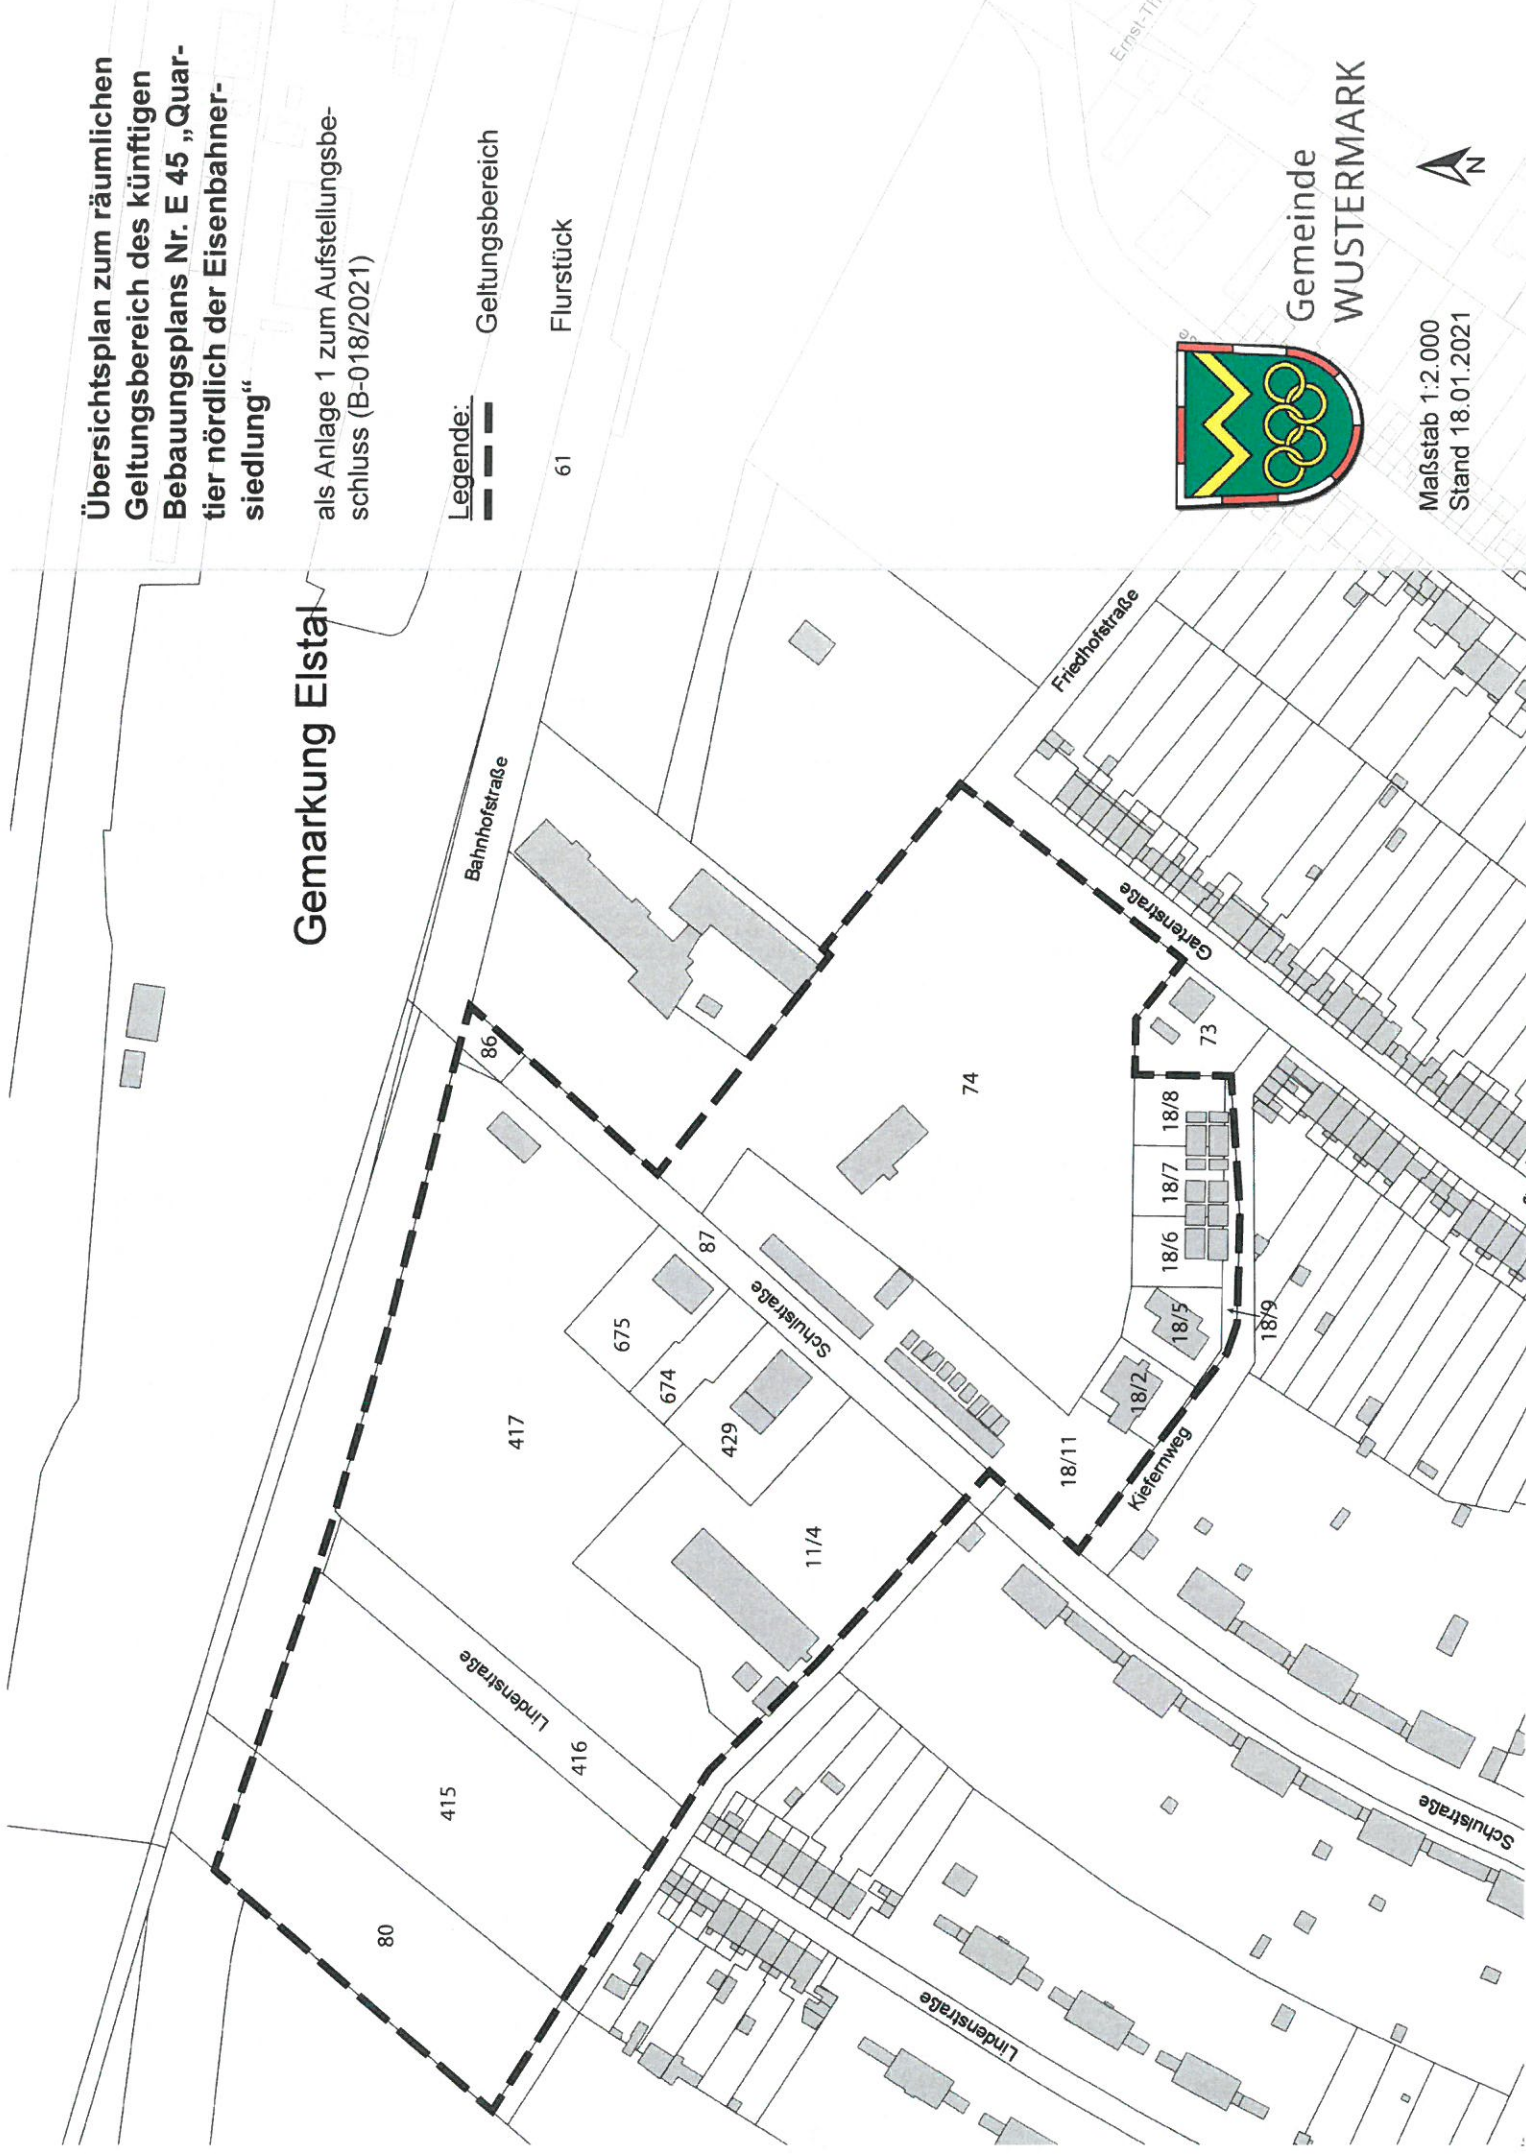 Übersichtsplan zum räumlichen
Geltungsbereich des künftigen
Bebauungsplans Nr. E 45 „Quar-
tier nördlich der Eisenbahner-
siedlung“
als Anlage 1 zum Aufstellungsbe-
schluss (B-018/2021)
Legende:
Geltungsbereich
61 Flurstück
Gemarkung Elstal
Bahnhofstraße
86
417
675
674
429
87
Schulstraße
11/4
Lindenstraße
416
415
80
74
73
18/8
18/7
18/6
18/5
18/9
18/2
18/11
Kiefernweg
Gartenstraße
Friedhofstraße
Lindenstraße
Schulstraße
Gemeinde
WUSTERMARK
N
Maßstab 1:2.000
Stand 18.01.2021